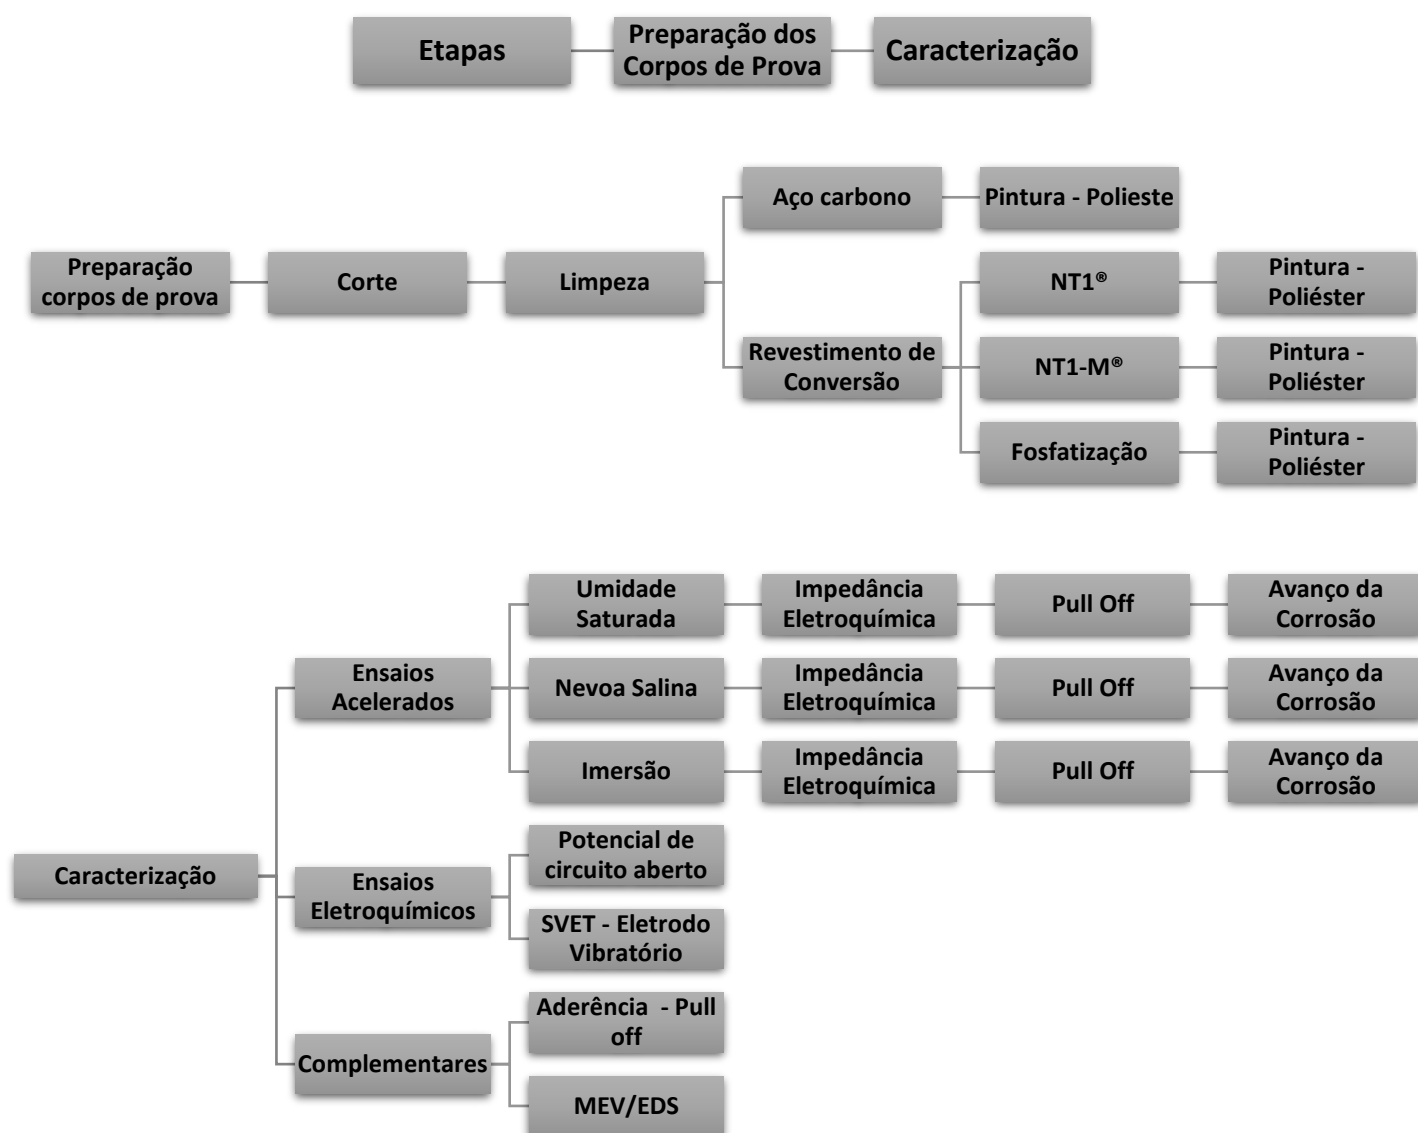 Etapas
Preparação dos
Corpos de Prova
Caracterização
Preparação
corpos de prova
Corte
Limpeza
Aço carbono
Pintura - Polieste
Revestimento de
Conversão
NT1®
Pintura -
Poliéster
NT1-M®
Pintura -
Poliéster
Fosfatização
Pintura -
Poliéster
Caracterização
Ensaios
Acelerados
Umidade
Saturada
Impedância
Eletroquímica
Pull Off
Avanço da
Corrosão
Nevoa Salina
Impedância
Eletroquímica
Pull Off
Avanço da
Corrosão
Imersão
Impedância
Eletroquímica
Pull Off
Avanço da
Corrosão
Ensaios
Eletroquímicos
Potencial de
circuito aberto
SVET - Eletrodo
Vibratório
Complementares
Aderência  - Pull
off
MEV/EDS